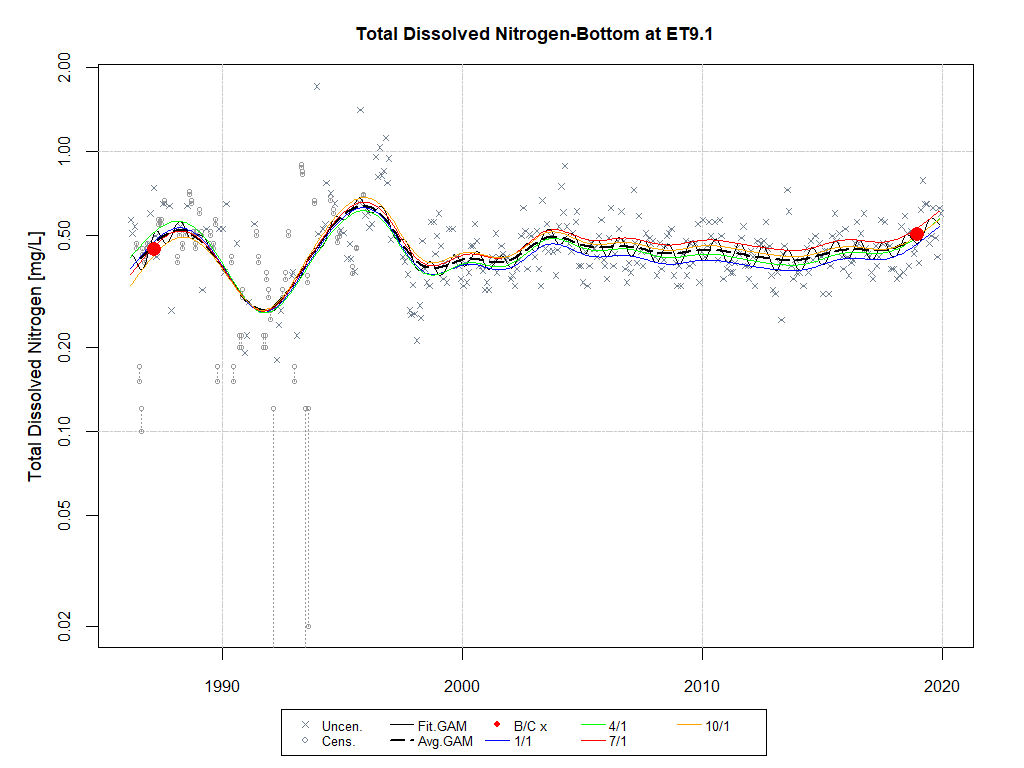 Total Dissolved Nitrogen-Bottom at ET9.1
Total Dissolved Nitrogen [mg/L]
2.00
1.00
0.50
0.20
0.10
0.05
0.02
1990 2000 2010 2020
Uncen. Fit.GAM B/C x 4/1 10/1
Cens. Avg.GAM 1/1 7/1